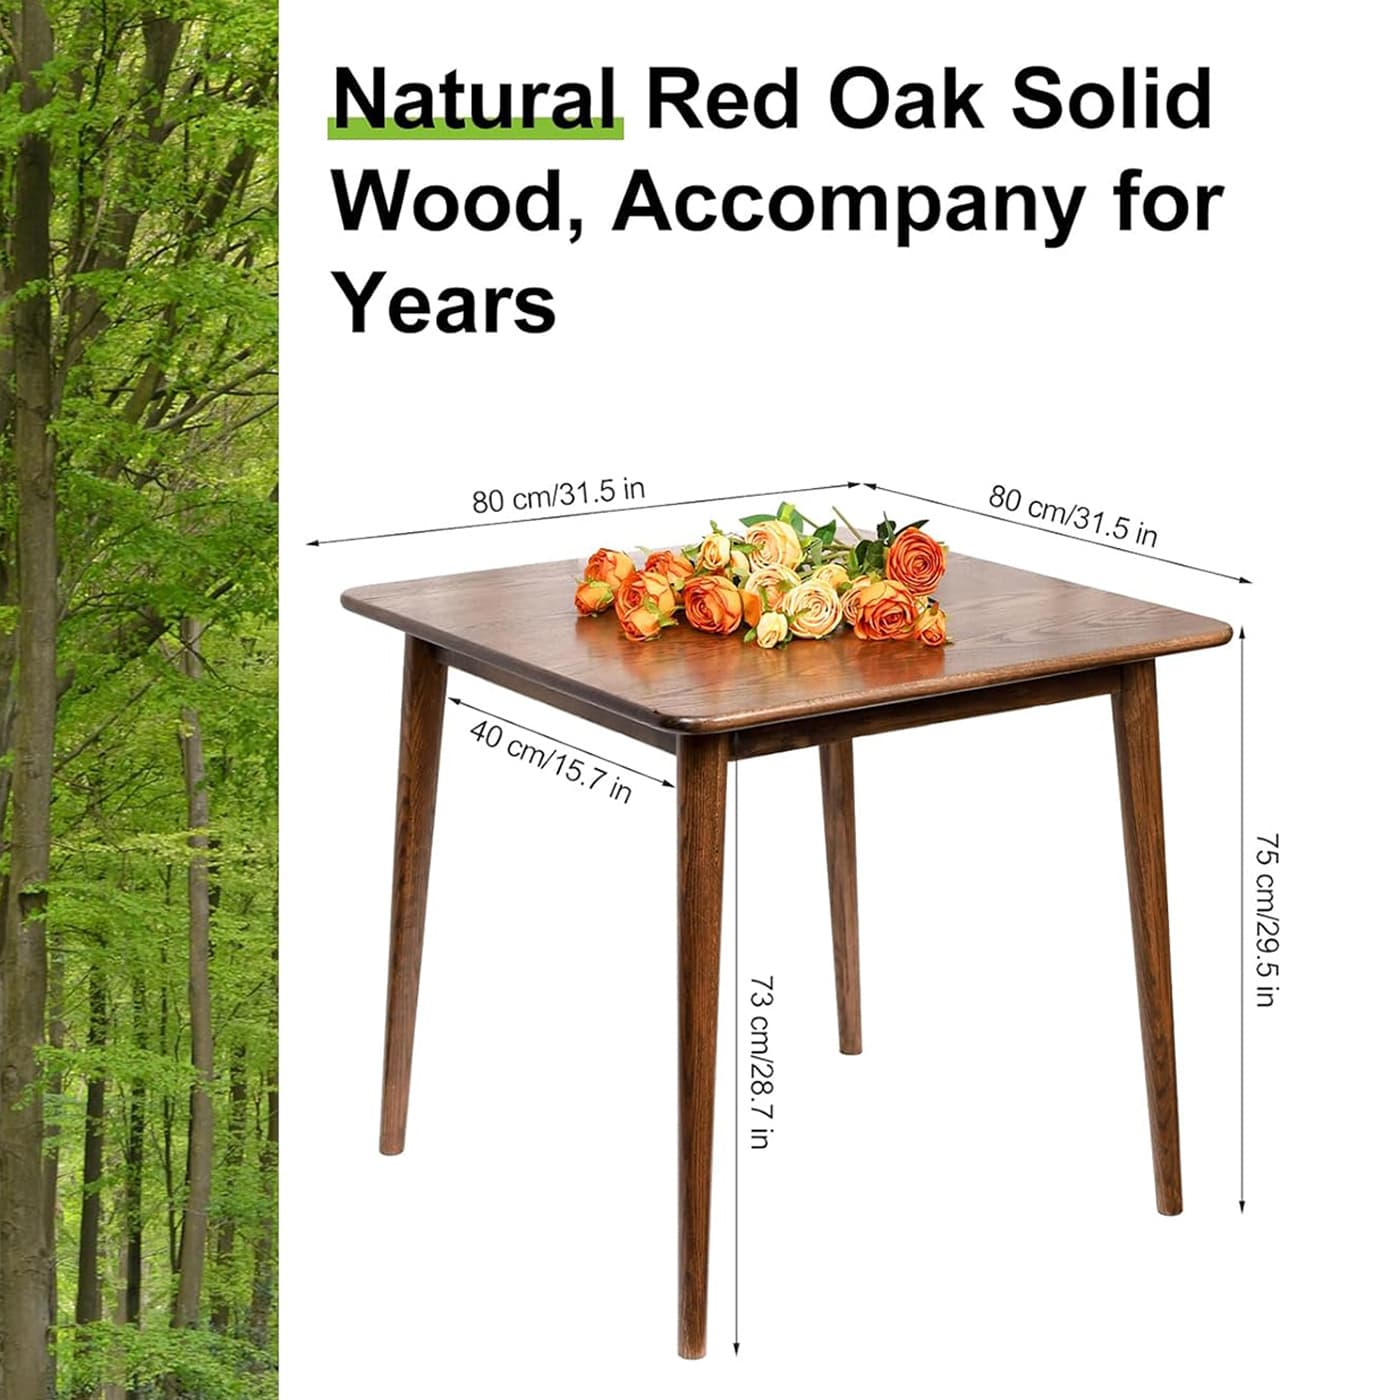 Natural Red Oak Solid
Wood, Accompany for
Years
80 cm/31.5 in
80 cm/31.5 in
40 cm/15.7 in
75 cm/29.5 in
73 cm/28.7 in